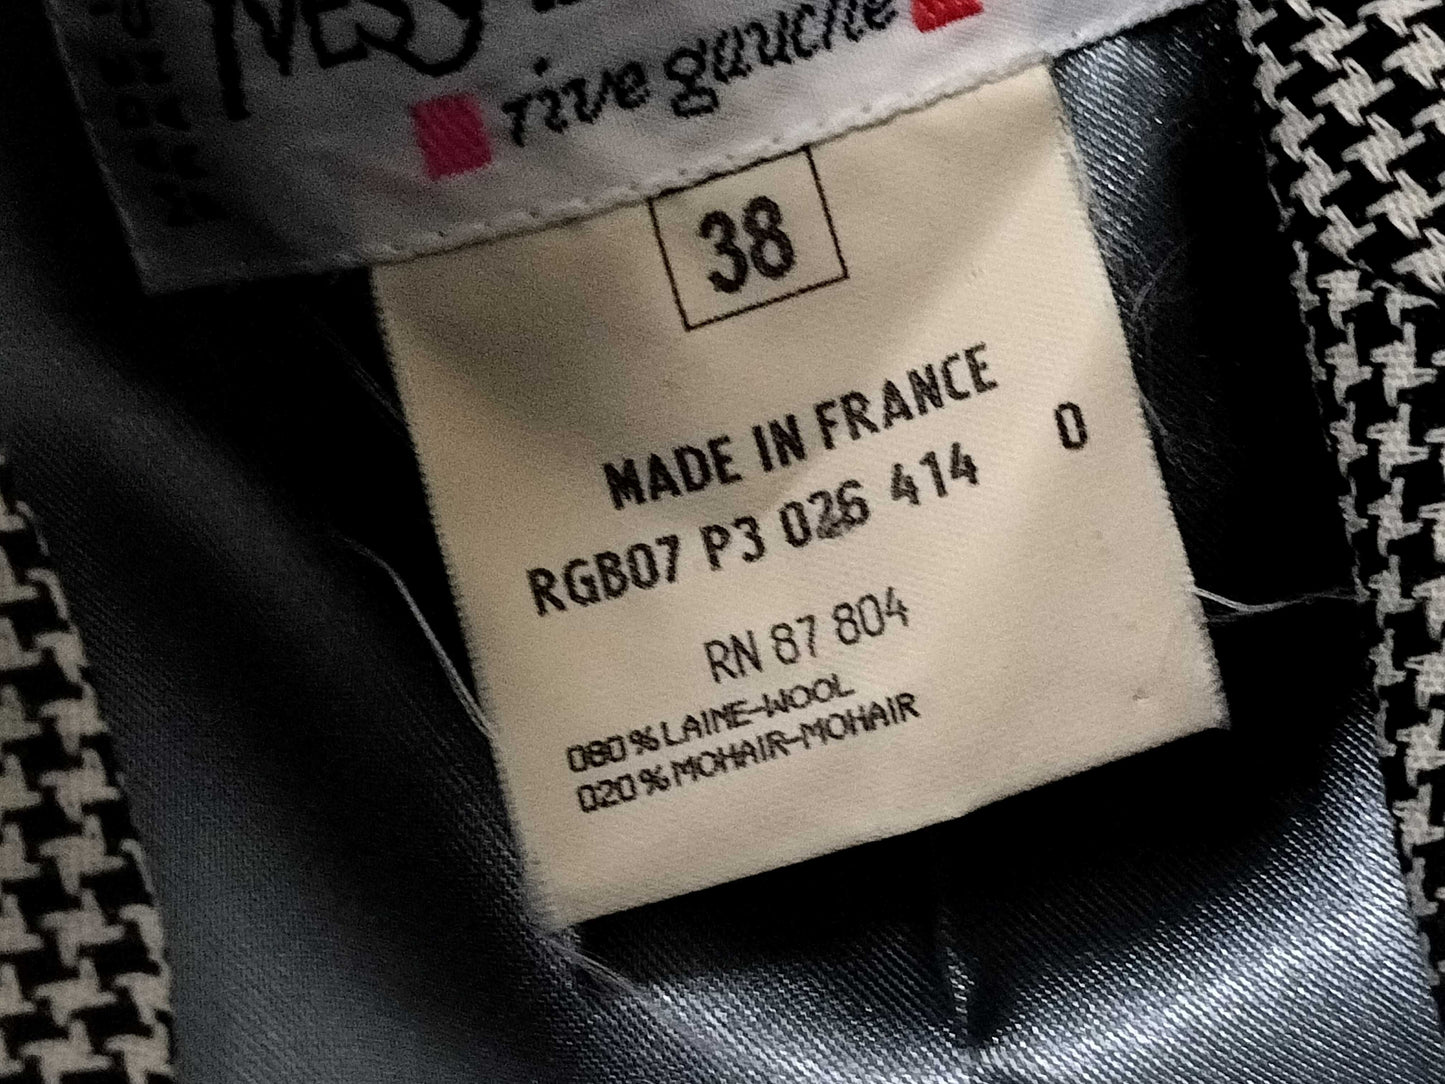 YVES
rive gauche
38
MADE IN FRANCE
RGB07 P3 026 414 0
RN 87 804
080%LAINE-WOOL
020%MOHAIR-MOHAIR